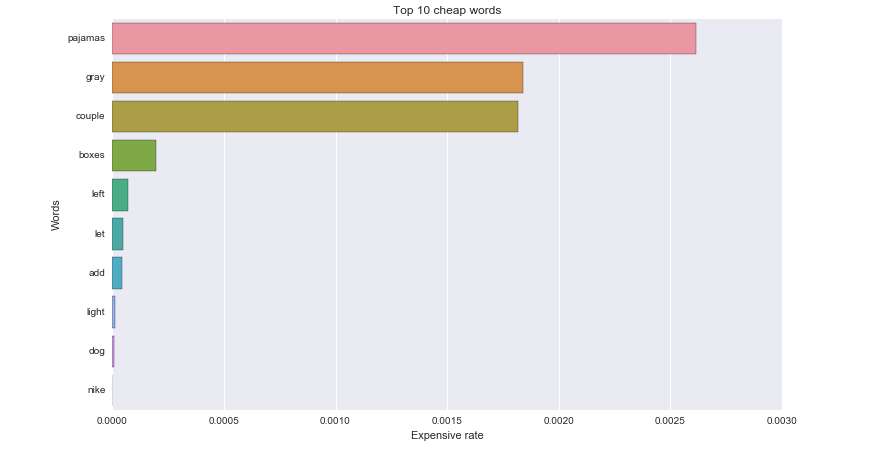 Top 10 cheap words
pajamas
gray
couple
boxes
left
let
add
light
dog
nike
Words
0.0000 0.0005 0.0010 0.0015 0.0020 0.0025 0.0030
Expensive rate